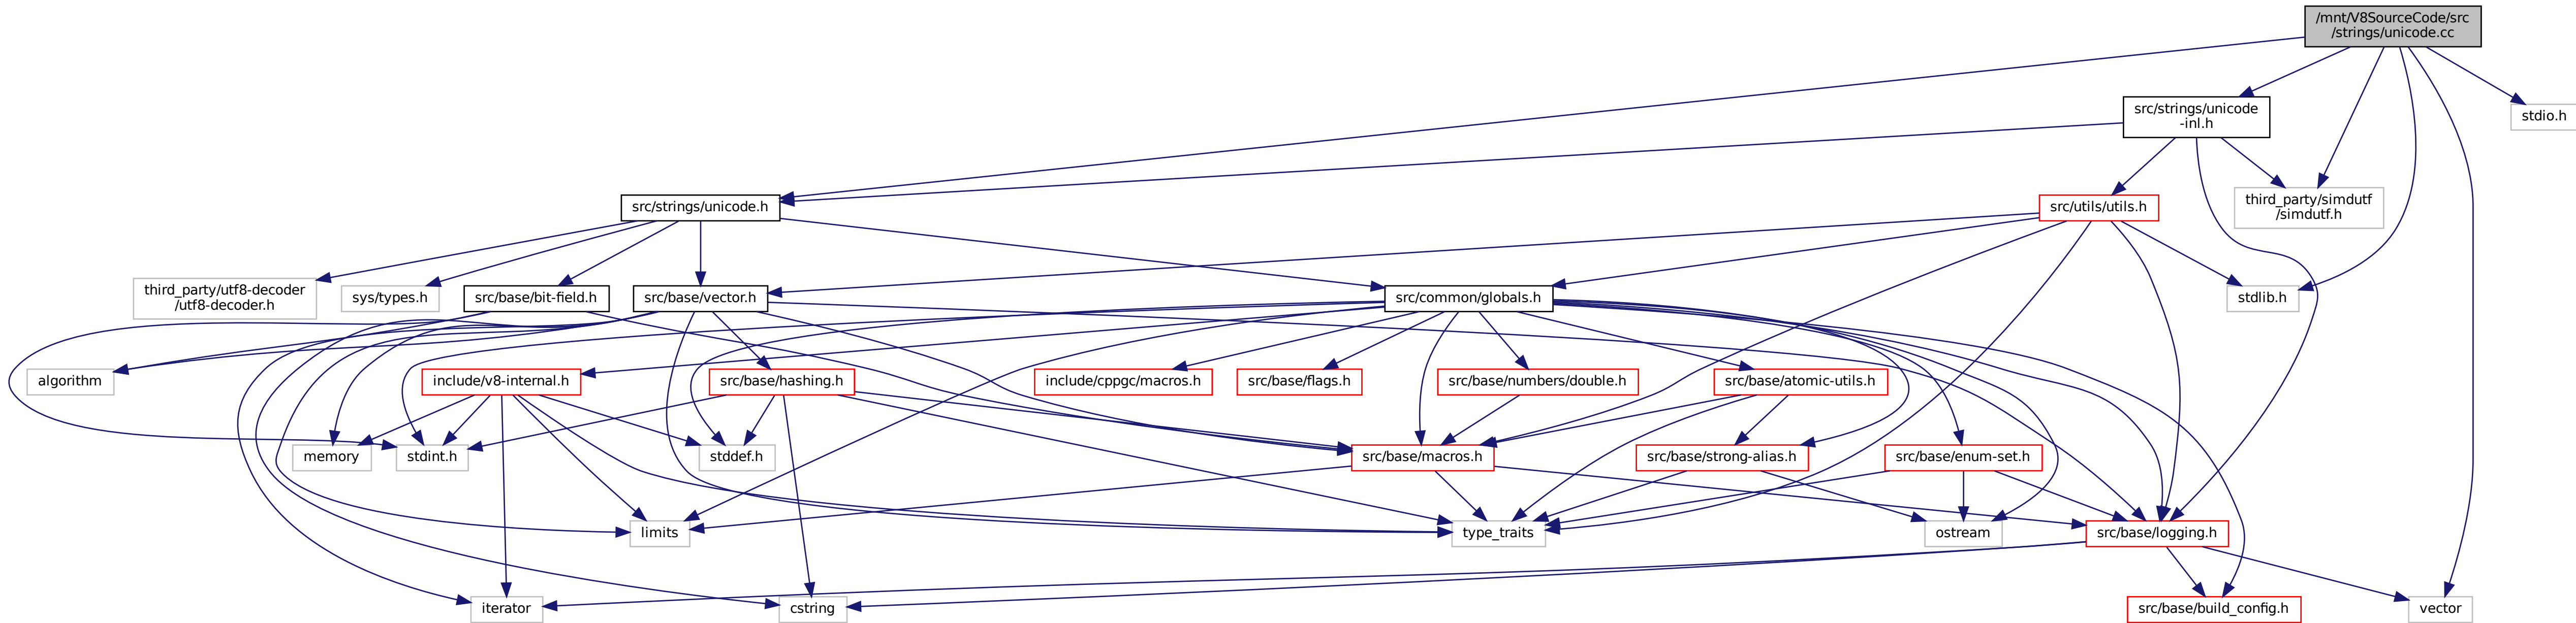 /mnt/V8SourceCode/src
/strings/unicode.cc
src/strings/unicode
-inl.h
stdio.h
src/strings/unicode.h
src/utils/utils.h
third_party/simdutf
/simdutf.h
third_party/utf8-decoder
/utf8-decoder.h
sys/types.h
src/base/bit-field.h
src/base/vector.h
src/common/globals.h
stdlib.h
algorithm
include/v8-internal.h
src/base/hashing.h
include/cppgc/macros.h
src/base/flags.h
src/base/numbers/double.h
src/base/atomic-utils.h
memory
stdint.h
stddef.h
src/base/macros.h
src/base/strong-alias.h
src/base/enum-set.h
limits
type_traits
ostream
src/base/logging.h
iterator
cstring
src/base/build_config.h
vector